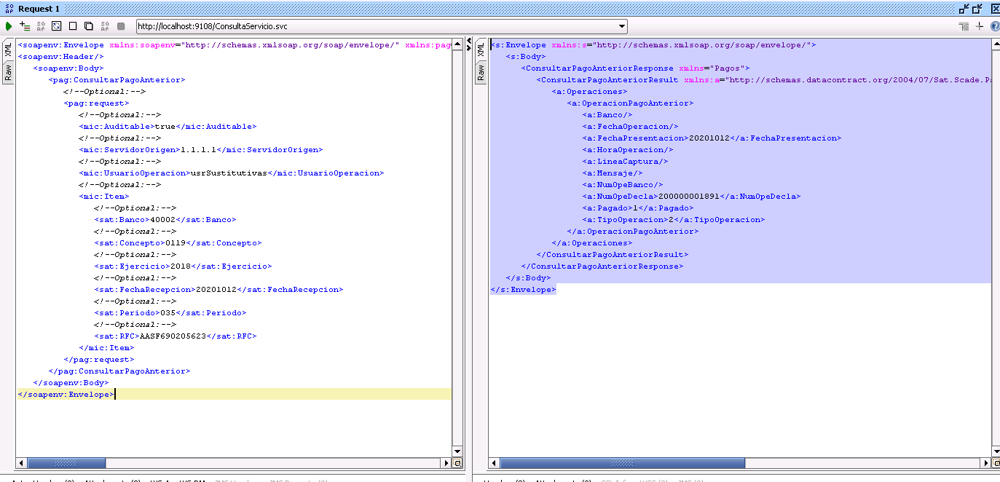 Request 1
http://localhost:9108/ConsultaServicio.svc
XML
Raw
<soapenv:Envelope xmlns:soapenv="http://schemas.xmlsoap.org/soap/envelope/" xmlns:pag
<soapenv:Header/>
<soapenv:Body>
<pag:ConsultarPagoAnterior>
<!--Optional:-->
<pag:request>
<!--Optional:-->
<mic:Auditable>true</mic:Auditable>
<!--Optional:-->
<mic:ServidorOrigen>1.1.1.1</mic:ServidorOrigen>
<!--Optional:-->
<mic:UsuarioOperacion>usrSustitutivas</mic:UsuarioOperacion>
<!--Optional:-->
<mic:Item>
<!--Optional:-->
<sat:Banco>40002</sat:Banco>
<!--Optional:-->
<sat:Concepto>0119</sat:Concepto>
<!--Optional:-->
<sat:Ejercicio>2018</sat:Ejercicio>
<!--Optional:-->
<sat:FechaRecepcion>20201012</sat:FechaRecepcion>
<!--Optional:-->
<sat:Periodo>035</sat:Periodo>
<!--Optional:-->
<sat:RFC>AASF690205623</sat:RFC>
</mic:Item>
</pag:request>
</pag:ConsultarPagoAnterior>
</soapenv:Body>
</soapenv:Envelope>
XML
Raw
<s:Envelope xmlns:s="http://schemas.xmlsoap.org/soap/envelope/">
<s:Body>
<ConsultarPagoAnteriorResponse xmlns="Pagos">
<ConsultarPagoAnteriorResult xmlns:a="http://schemas.datacontract.org/2004/07/Sat.Scade.Pa
<a:Operaciones>
<a:OperacionPagoAnterior>
<a:Banco/>
<a:FechaOperacion/>
<a:FechaPresentacion>20201012</a:FechaPresentacion>
<a:HoraOperacion/>
<a:LineaCaptura/>
<a:Mensaje/>
<a:NumOpeBanco/>
<a:NumOpeDecla>200000001891</a:NumOpeDecla>
<a:Pagado>1</a:Pagado>
<a:TipoOperacion>2</a:TipoOperacion>
</a:OperacionPagoAnterior>
</a:Operaciones>
</ConsultarPagoAnteriorResult>
</ConsultarPagoAnteriorResponse>
</s:Body>
</s:Envelope>